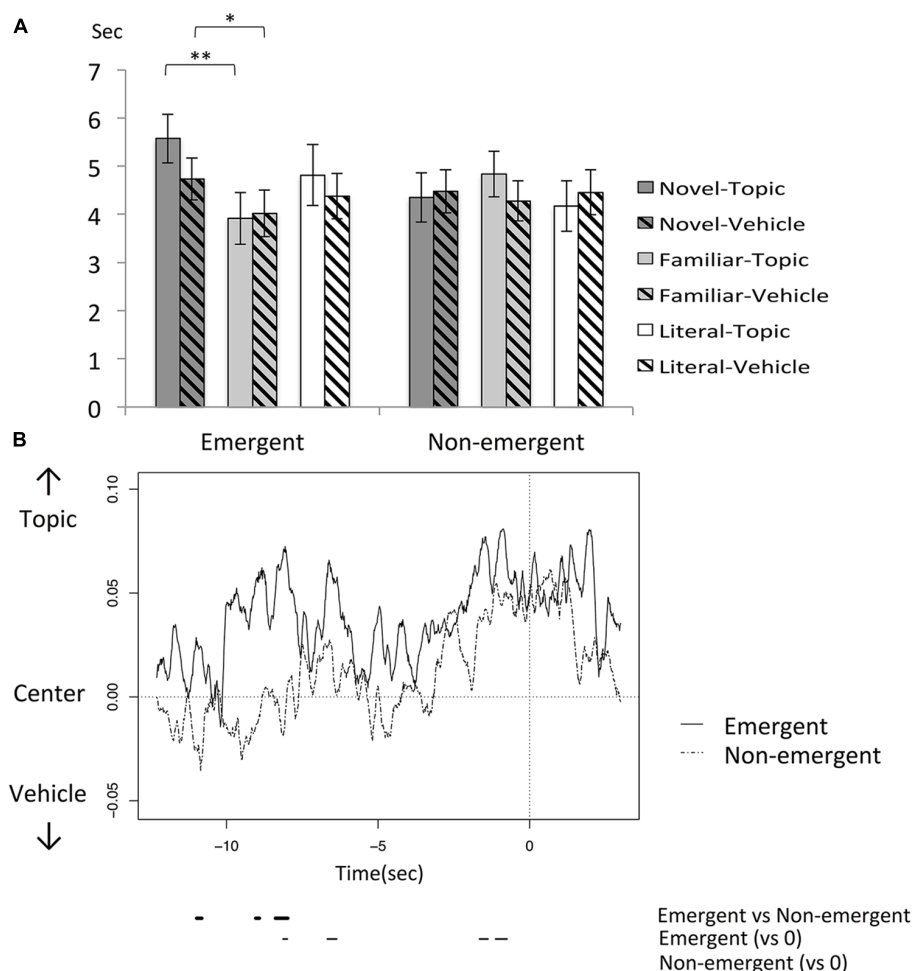 A
Sec
*
**
7
6
5
4
3
2
1
0
Novel-Topic
Novel-Vehicle
Familiar-Topic
Familiar-Vehicle
Literal-Topic
Literal-Vehicle
Emergent Non-emergent
B
↑
Topic
Center
Vehicle
↓
0.10
0.05
0.00
−0.05
−10 −5 0
Time(sec)
Emergent
Non-emergent
Emergent vs Non-emergent
Emergent (vs 0)
Non-emergent (vs 0)